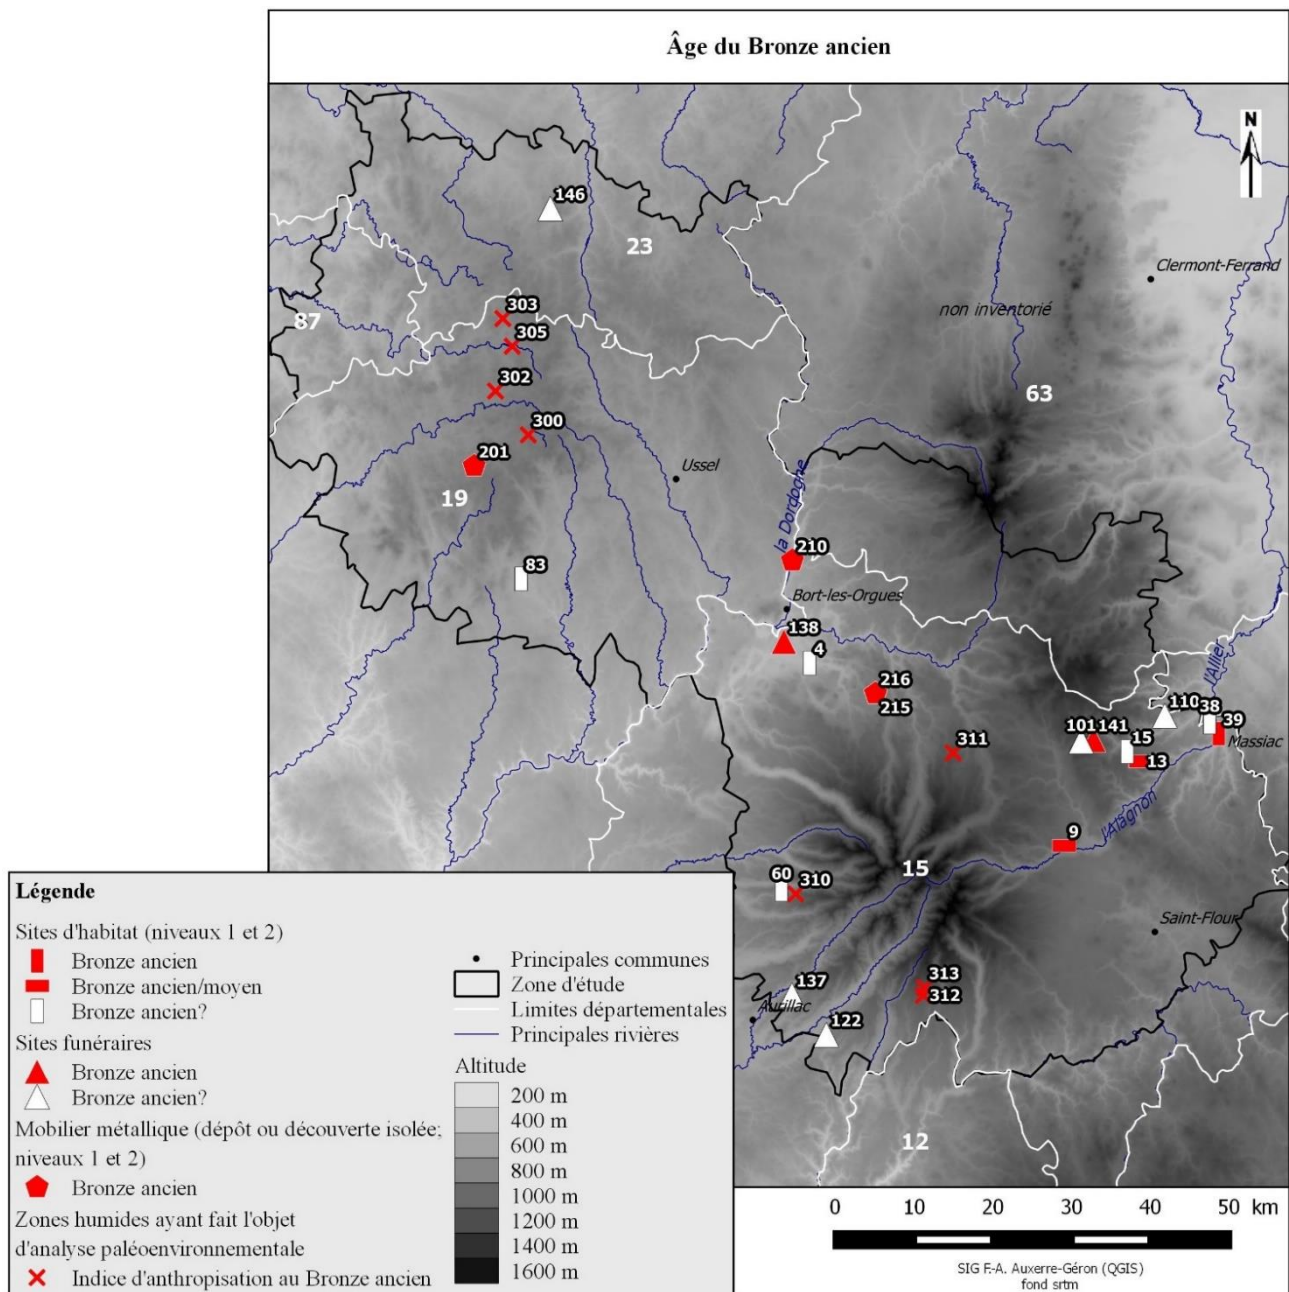 Âge du Bronze ancien
N
146
23
Clermont-Ferrand
303
non inventorié
87
305
302
63
300
201
Ussel
19
la Dordogne
210
83
Bort-les-Orgues
138
4
l'Allier
216
110
38
215
101
141
39
15
Massiac
311
13
9
l'Alagnon
15
60
310
Saint-Flour
313
137
312
Aurillac
122
12
Légende
Sites d'habitat (niveaux 1 et 2)
Bronze ancien
Bronze ancien/moyen
Bronze ancien?
Sites funéraires
Bronze ancien
Bronze ancien?
Mobilier métallique (dépôt ou découverte isolée;
niveaux 1 et 2)
Bronze ancien
Zones humides ayant fait l'objet
d'analyse paléoenvironnementale
Indice d'anthropisation au Bronze ancien
Principales communes
Zone d'étude
Limites départementales
Principales rivières
Altitude
200 m
400 m
600 m
800 m
1000 m
1200 m
1400 m
1600 m
0 10 20 30 40 50 km
SIG F.-A. Auxerre-Géron (QGIS)
fond srtm